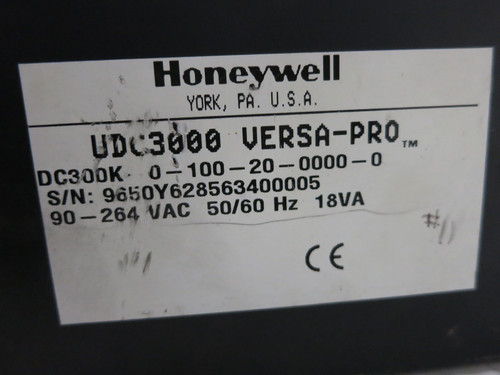 Honeywell
YORK, PA. U.S.A.
UDC3000 VERSA-PRO™
DC300K 0-100-20-0000-0
S/N: 9650Y628563400005
90-264 VAC 50/60 Hz 18VA
CE